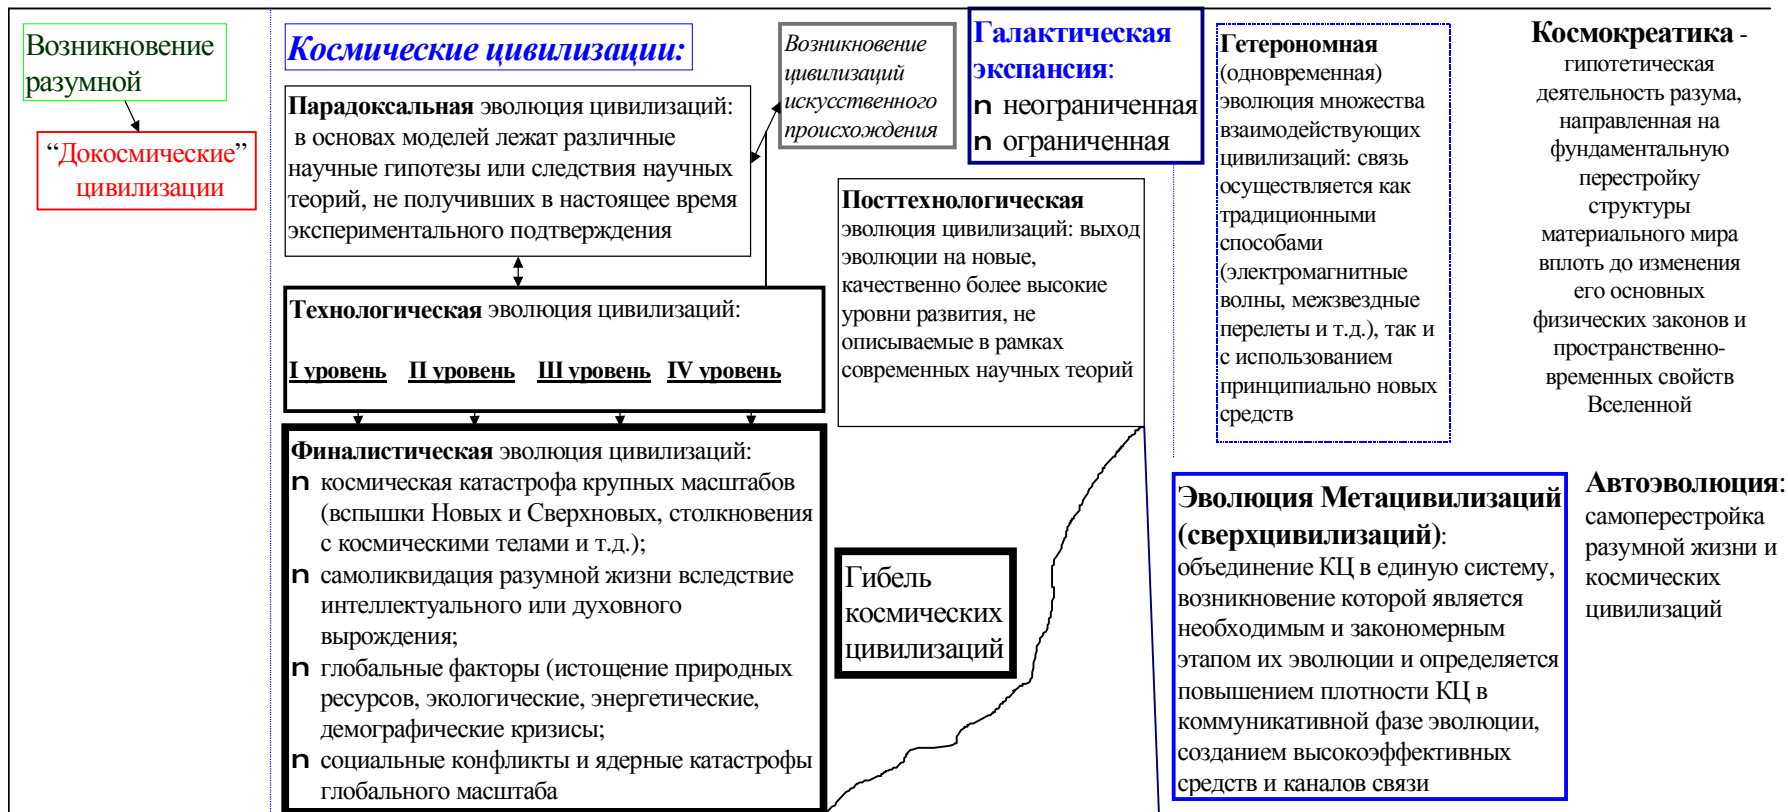 Возникновение
разумной
“Докосмические”
цивилизации
Космические цивилизации:
Парадоксальная эволюция цивилизаций:
в основах моделей лежат различные
научные гипотезы или следствия научных
теорий, не получивших в настоящее время
экспериментального подтверждения
Технологическая эволюция цивилизаций:
I уровень II уровень III уровень IV уровень
Финалистическая эволюция цивилизаций:
n космическая катастрофа крупных масштабов
(вспышки Новых и Сверхновых, столкновения
с космическими телами и т.д.);
n самоликвидация разумной жизни вследствие
интеллектуального или духовного
вырождения;
n глобальные факторы (истощение природных
ресурсов, экологические, энергетические,
демографические кризисы;
n социальные конфликты и ядерные катастрофы
глобального масштаба
Возникновение
цивилизаций
искусственного
происхождения
Галактическая
экспансия:
n неограниченная
n ограниченная
Посттехнологическая
эволюция цивилизаций: выход
эволюции на новые,
качественно более высокие
уровни развития, не
описываемые в рамках
современных научных теорий
Гибель
космических
цивилизаций
Гетерономная
(одновременная)
эволюция множества
взаимодействующих
цивилизаций: связь
осуществляется как
традиционными
способами
(электромагнитные
волны, межзвездные
перелеты и т.д.), так и
с использованием
принципиально новых
средств
Эволюция Метацивилизаций
(сверхцивилизаций):
объединение КЦ в единую систему,
возникновение которой является
необходимым и закономерным
этапом их эволюции и определяется
повышением плотности КЦ в
коммуникативной фазе эволюции,
созданием высокоэффективных
средств и каналов связи
Космокреатика -
гипотетическая
деятельность разума,
направленная на
фундаментальную
перестройку
структуры
материального мира
вплоть до изменения
его основных
физических законов и
пространственно-
временных свойств
Вселенной
Автоэволюция:
самоперестройка
разумной жизни и
космических
цивилизаций